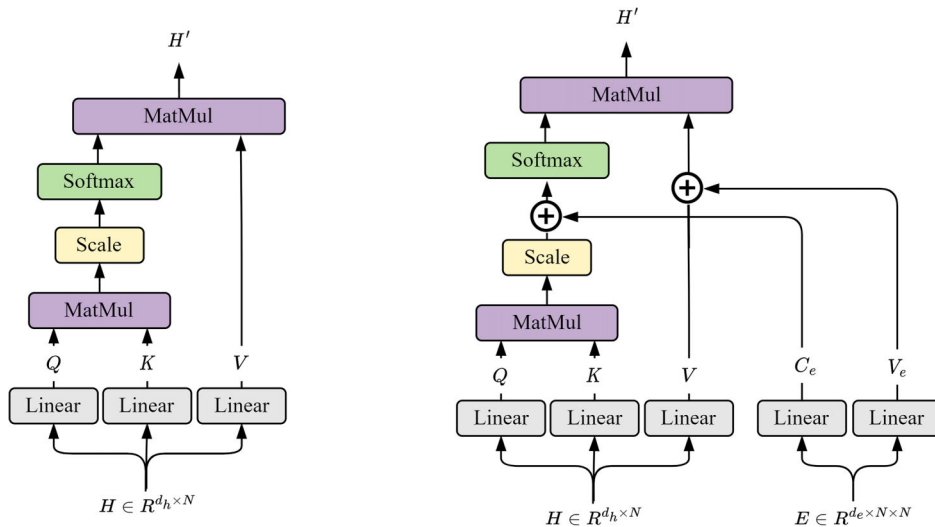 H′
MatMul
Softmax
Scale
MatMul
Q K V
Linear Linear Linear
H ∈ R^{d_h×N}
H′
MatMul
Softmax
Scale
MatMul
Q K V C_e V_e
Linear Linear Linear Linear Linear
H ∈ R^{d_h×N} E ∈ R^{d_e×N×N}